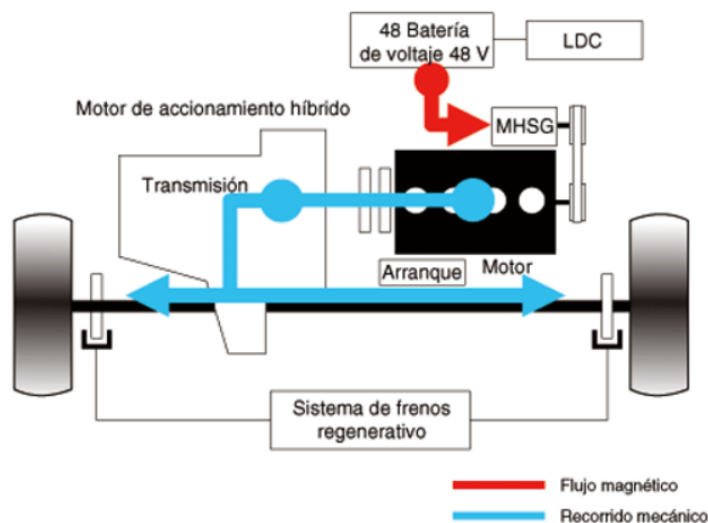 48 Batería
de voltaje 48 V
LDC
Motor de accionamiento híbrido
MHSG
Transmisión
Arranque
Motor
Sistema de frenos
regenerativo
Flujo magnético
Recorrido mecánico